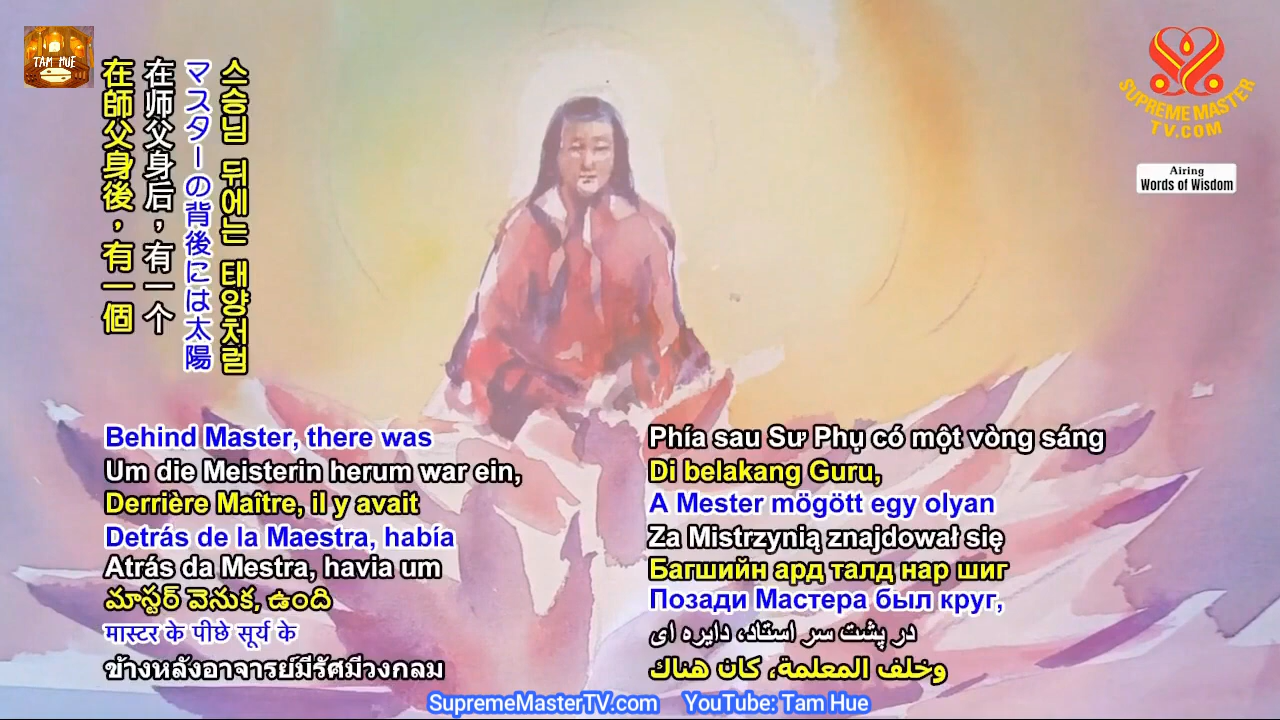 TAM HUE
SUPREME MASTER
TV.COM
Airing
Words of Wisdom
在師父身後，有一個
在师父身后，有一个
マスターの背後には太陽
스승님 뒤에는 태양처럼
Behind Master, there was
Um die Meisterin herum war ein,
Derrière Maître, il y avait
Detrás de la Maestra, había
Atrás da Mestra, havia um
మాస్టర్ వెనుక, ఉంది
मास्टर के पीछे सूर्य के
ข้างหลังอาจารย์มีรัศมีวงกลม
Phía sau Sư Phụ có một vòng sáng
Di belakang Guru,
A Mester mögött egy olyan
Za Mistrzynią znajdował się
Багшийн ард талд нар шиг
Позади Мастера был круг,
در پشت سر استاد، دایره ای
وخلف المعلمة، كان هناك
SupremeMasterTV.com YouTube: Tam Hue